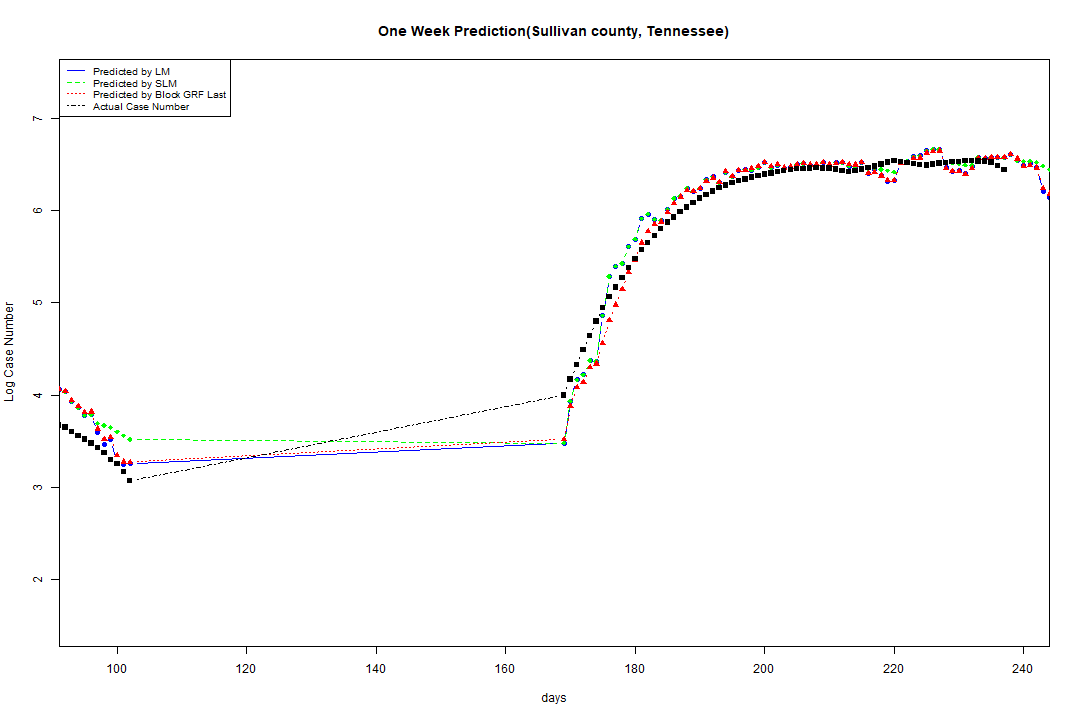 One Week Prediction(Sullivan county, Tennessee)
Predicted by LM
Predicted by SLM
Predicted by Block GRF Last
Actual Case Number
Log Case Number
7
6
5
4
3
2
100 120 140 160 180 200 220 240
days